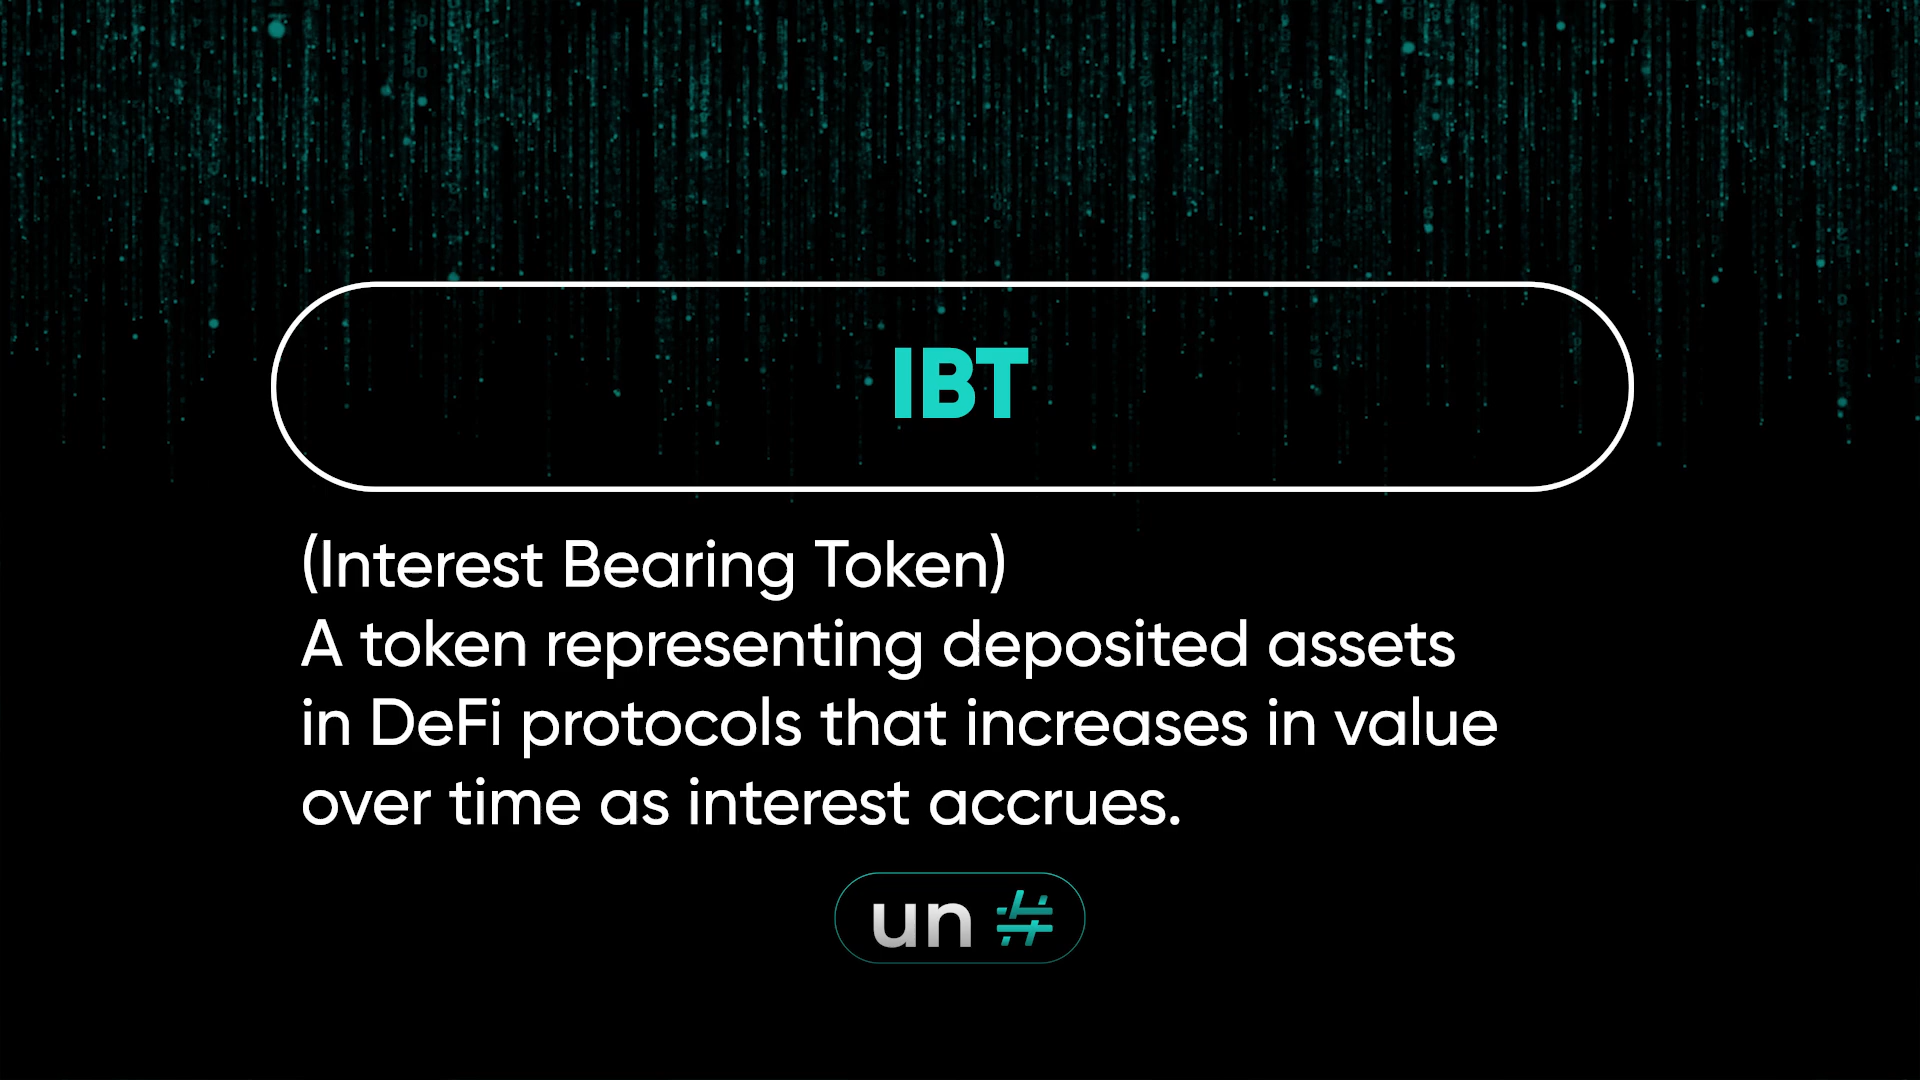 IBT
(Interest Bearing Token)
A token representing deposited assets
in DeFi protocols that increases in value
over time as interest accrues.
un #